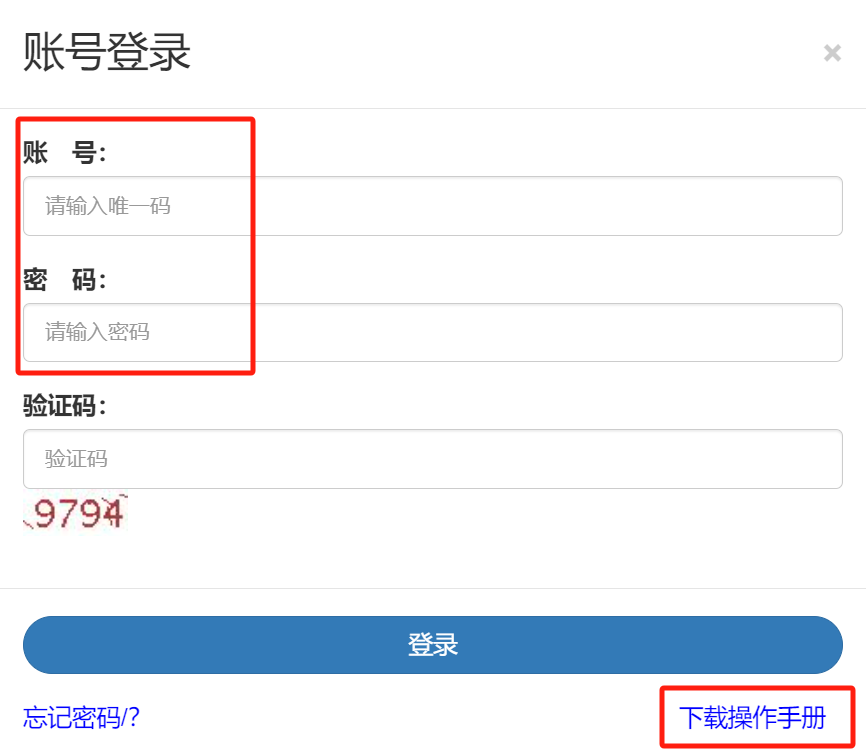 账号登录
×
账 号：
请输入唯一码
密 码：
请输入密码
验证码：
验证码
9794
登录
忘记密码/?
下载操作手册